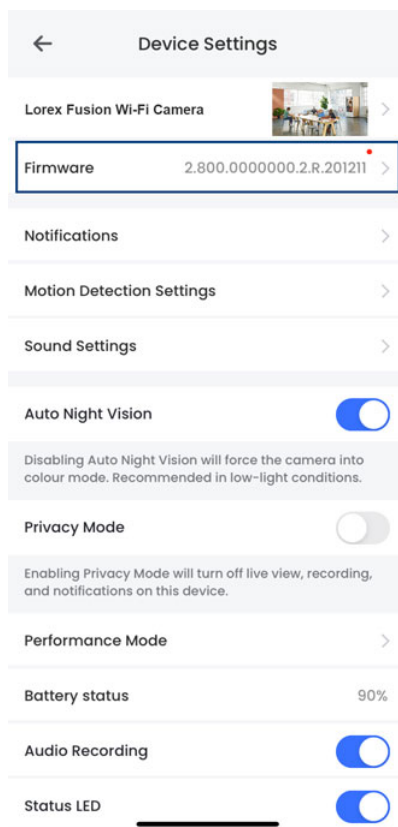 Device Settings
Lorex Fusion Wi-Fi Camera
Firmware 2.800.0000000.2.R.201211
Notifications
Motion Detection Settings
Sound Settings
Auto Night Vision
Disabling Auto Night Vision will force the camera into
colour mode. Recommended in low-light conditions.
Privacy Mode
Enabling Privacy Mode will turn off live view, recording,
and notifications on this device.
Performance Mode
Battery status 90%
Audio Recording
Status LED